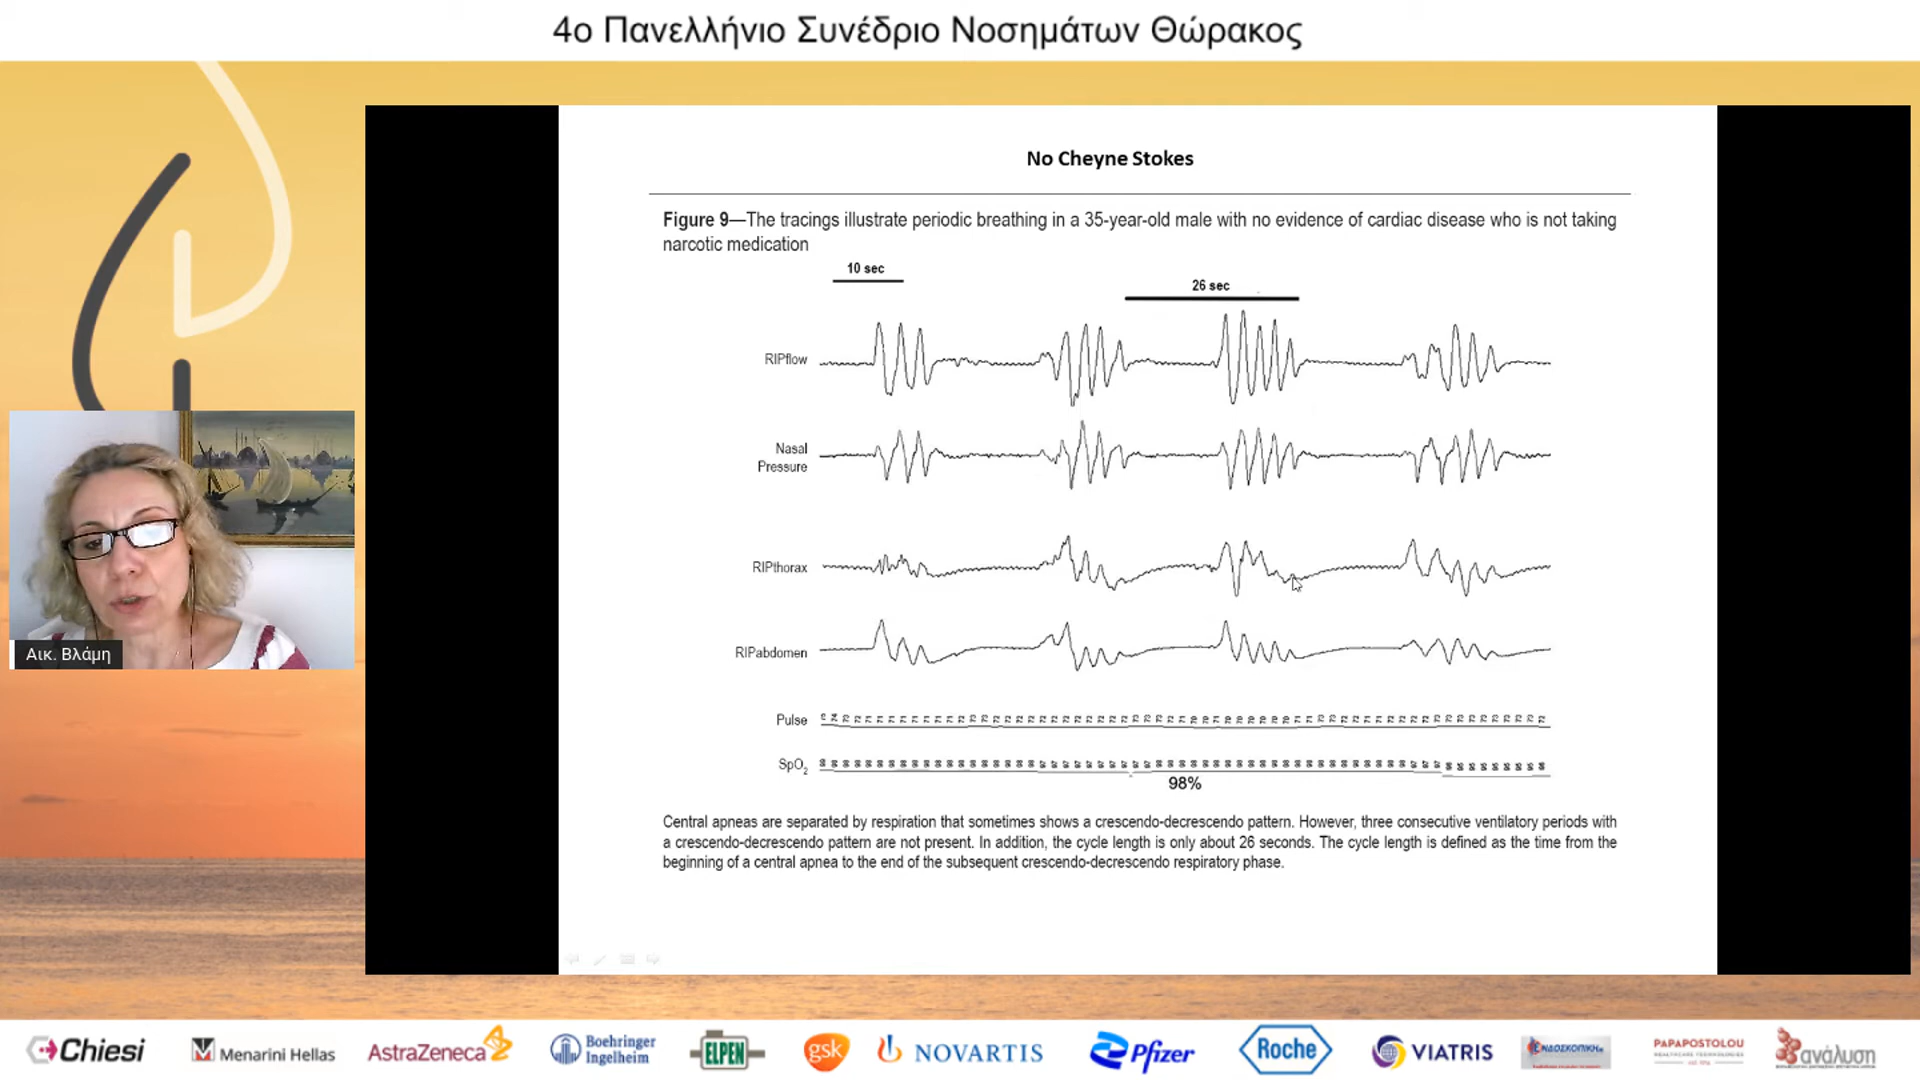 4ο Πανελλήνιο Συνέδριο Νοσημάτων Θώρακος
No Cheyne Stokes
Figure 9—The tracings illustrate periodic breathing in a 35-year-old male with no evidence of cardiac disease who is not taking
narcotic medication
10 sec
26 sec
RIPflow
Nasal
Pressure
RIPthorax
RIPabdomen
Pulse
SpO2
98%
Central apneas are separated by respiration that sometimes shows a crescendo-decrescendo pattern. However, three consecutive ventilatory periods with
a crescendo-decrescendo pattern are not present. In addition, the cycle length is only about 26 seconds. The cycle length is defined as the time from the
beginning of a central apnea to the end of the subsequent crescendo-decrescendo respiratory phase.
Αικ. Βλάμη
Chiesi
Menarini Hellas
AstraZeneca
Boehringer
Ingelheim
ELPEN
gsk
NOVARTIS
Pfizer
Roche
VIATRIS
ΕΝΔΟΣΚΟΠΙΚΗ
PAPAPOSTOLOU
ανάλυση